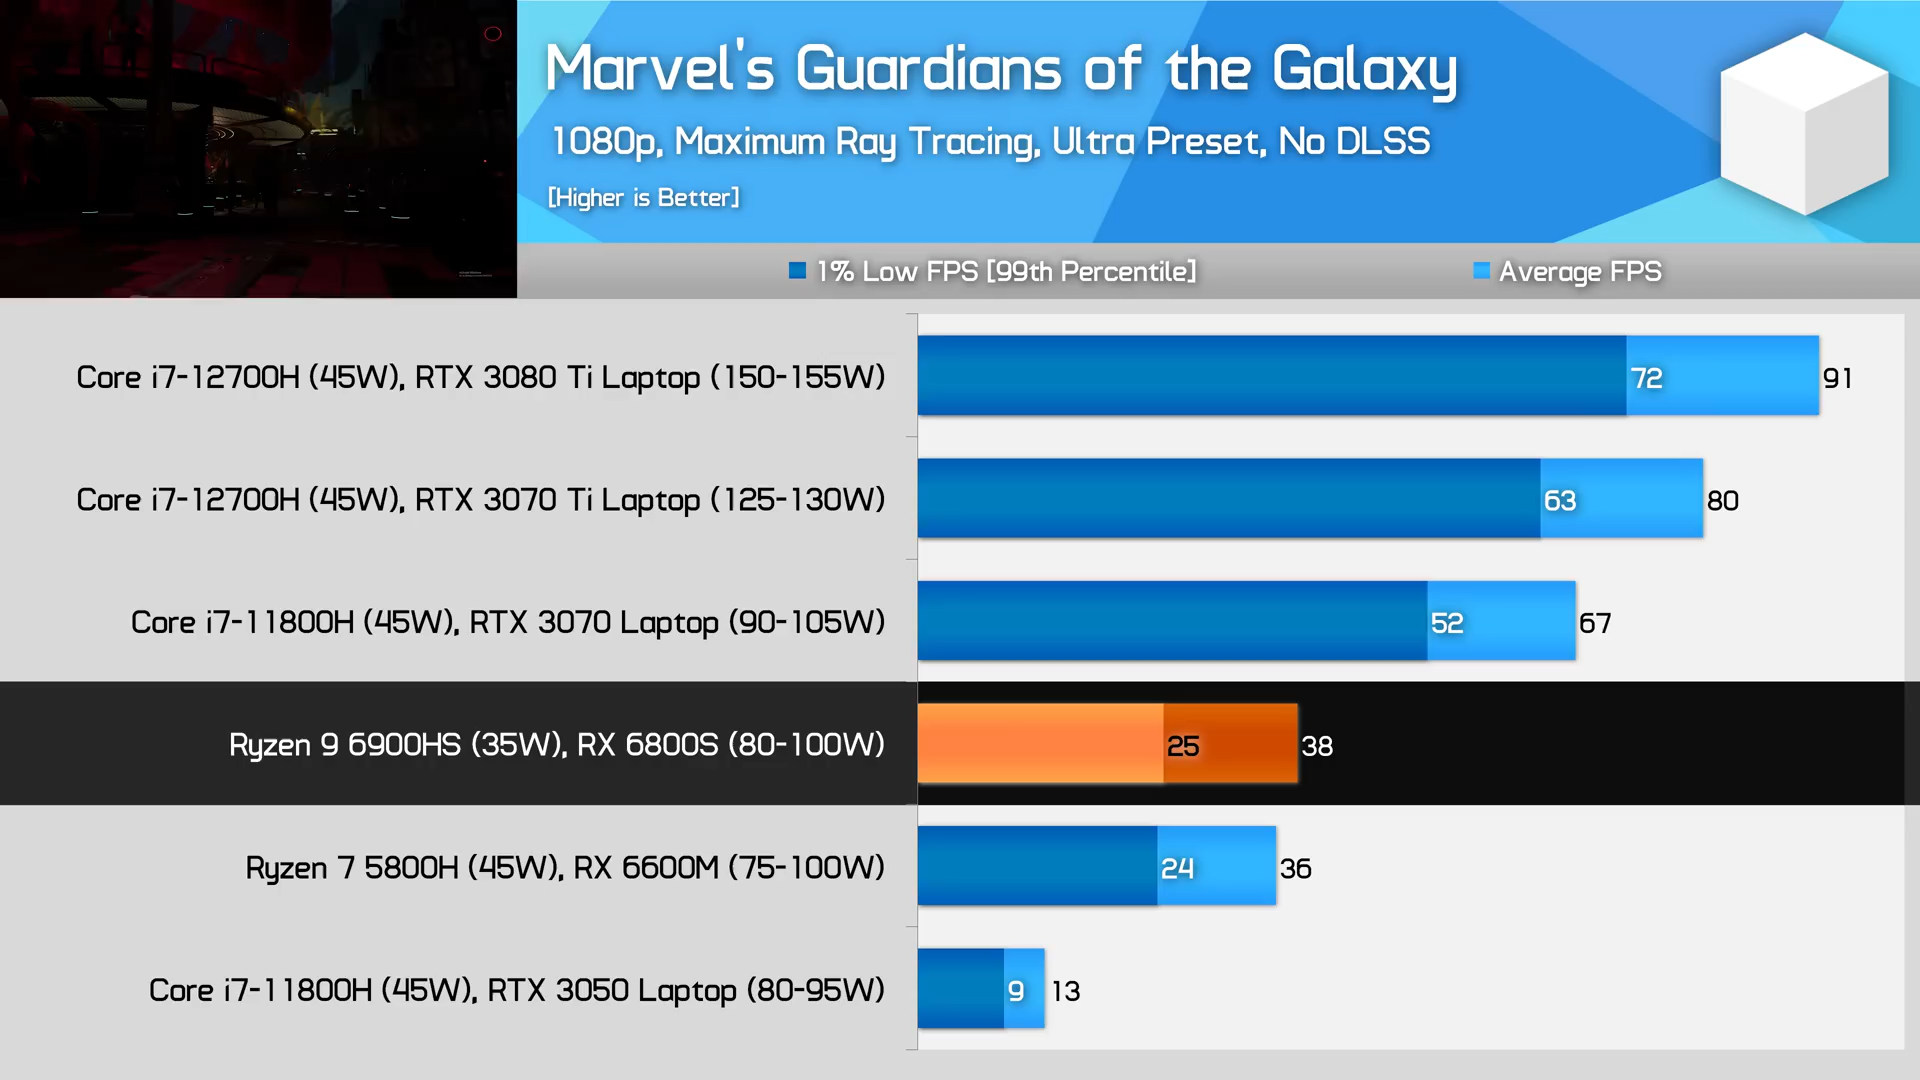 Marvel's Guardians of the Galaxy
1080p, Maximum Ray Tracing, Ultra Preset, No DLSS
[Higher is Better]
1% Low FPS [99th Percentile] Average FPS
Core i7-12700H (45W), RTX 3080 Ti Laptop (150-155W) 72 91
Core i7-12700H (45W), RTX 3070 Ti Laptop (125-130W) 63 80
Core i7-11800H (45W), RTX 3070 Laptop (90-105W) 52 67
Ryzen 9 6900HS (35W), RX 6800S (80-100W) 25 38
Ryzen 7 5800H (45W), RX 6600M (75-100W) 24 36
Core i7-11800H (45W), RTX 3050 Laptop (80-95W) 9 13